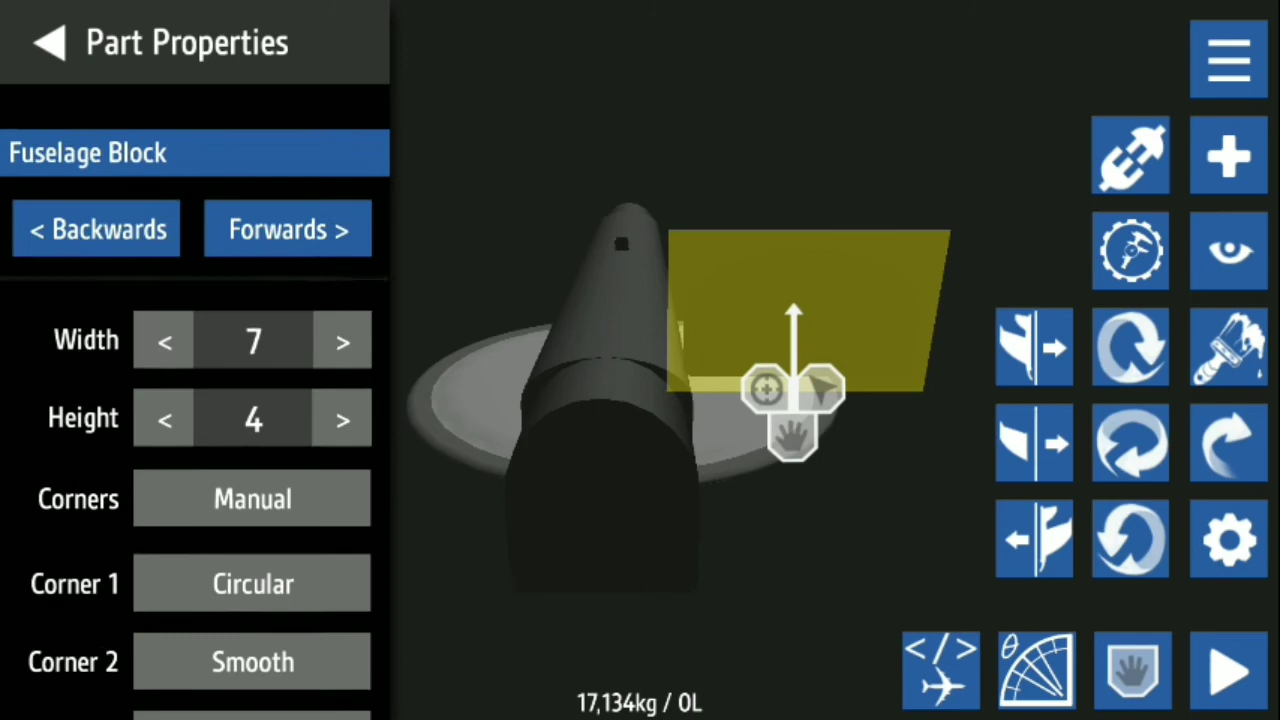 Part Properties
Fuselage Block
< Backwards
Forwards >
Width
<
7
>
Height
<
4
>
Corners
Manual
Corner 1
Circular
Corner 2
Smooth
17,134kg / 0L
</>
θ